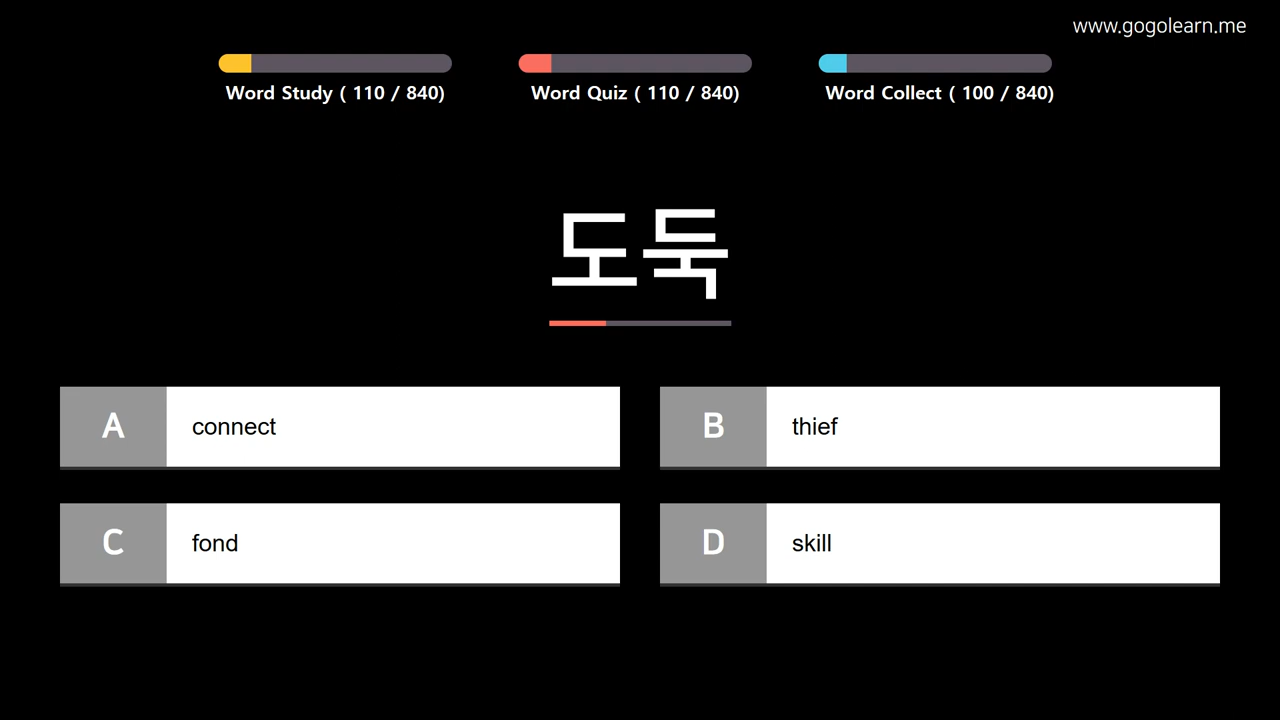 www.gogolearn.me
Word Study ( 110 / 840)
Word Quiz ( 110 / 840)
Word Collect ( 100 / 840)
도둑
A connect
B thief
C fond
D skill